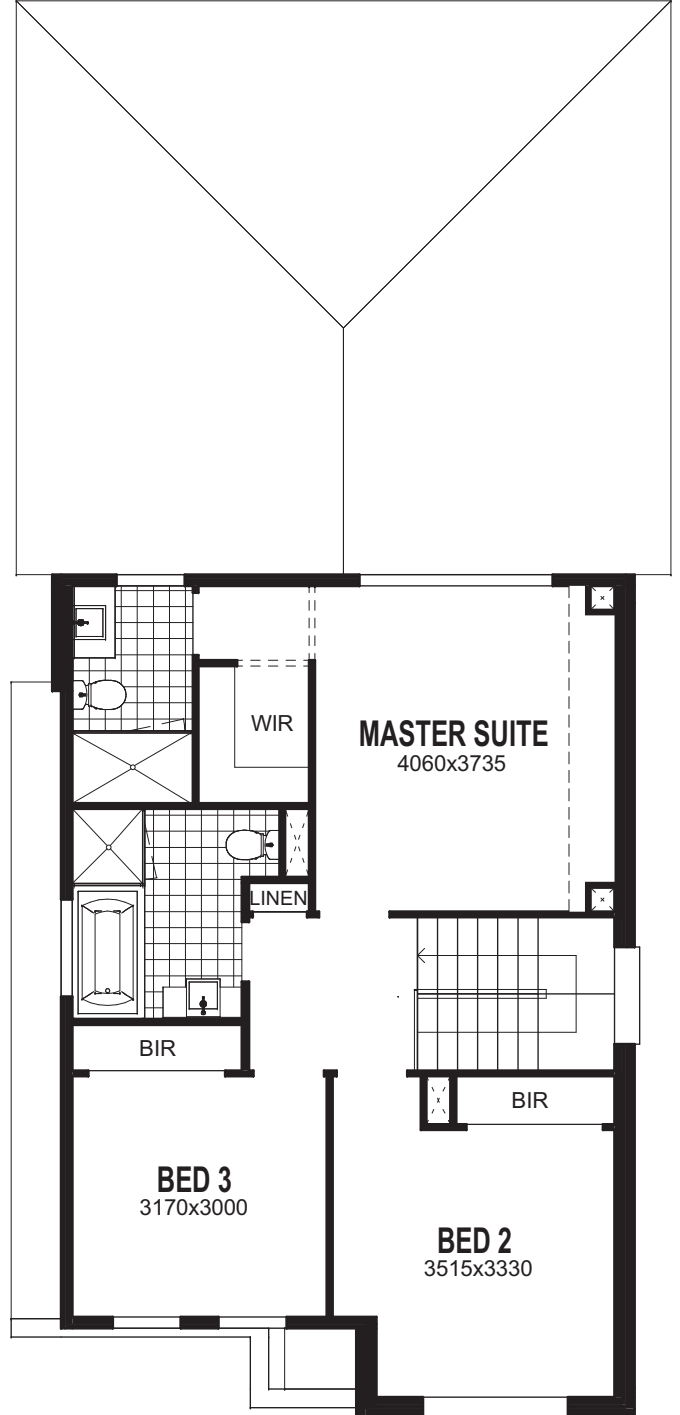 WIR
MASTER SUITE
4060x3735
LINEN
BIR
BIR
BED 3
3170x3000
BED 2
3515x3330